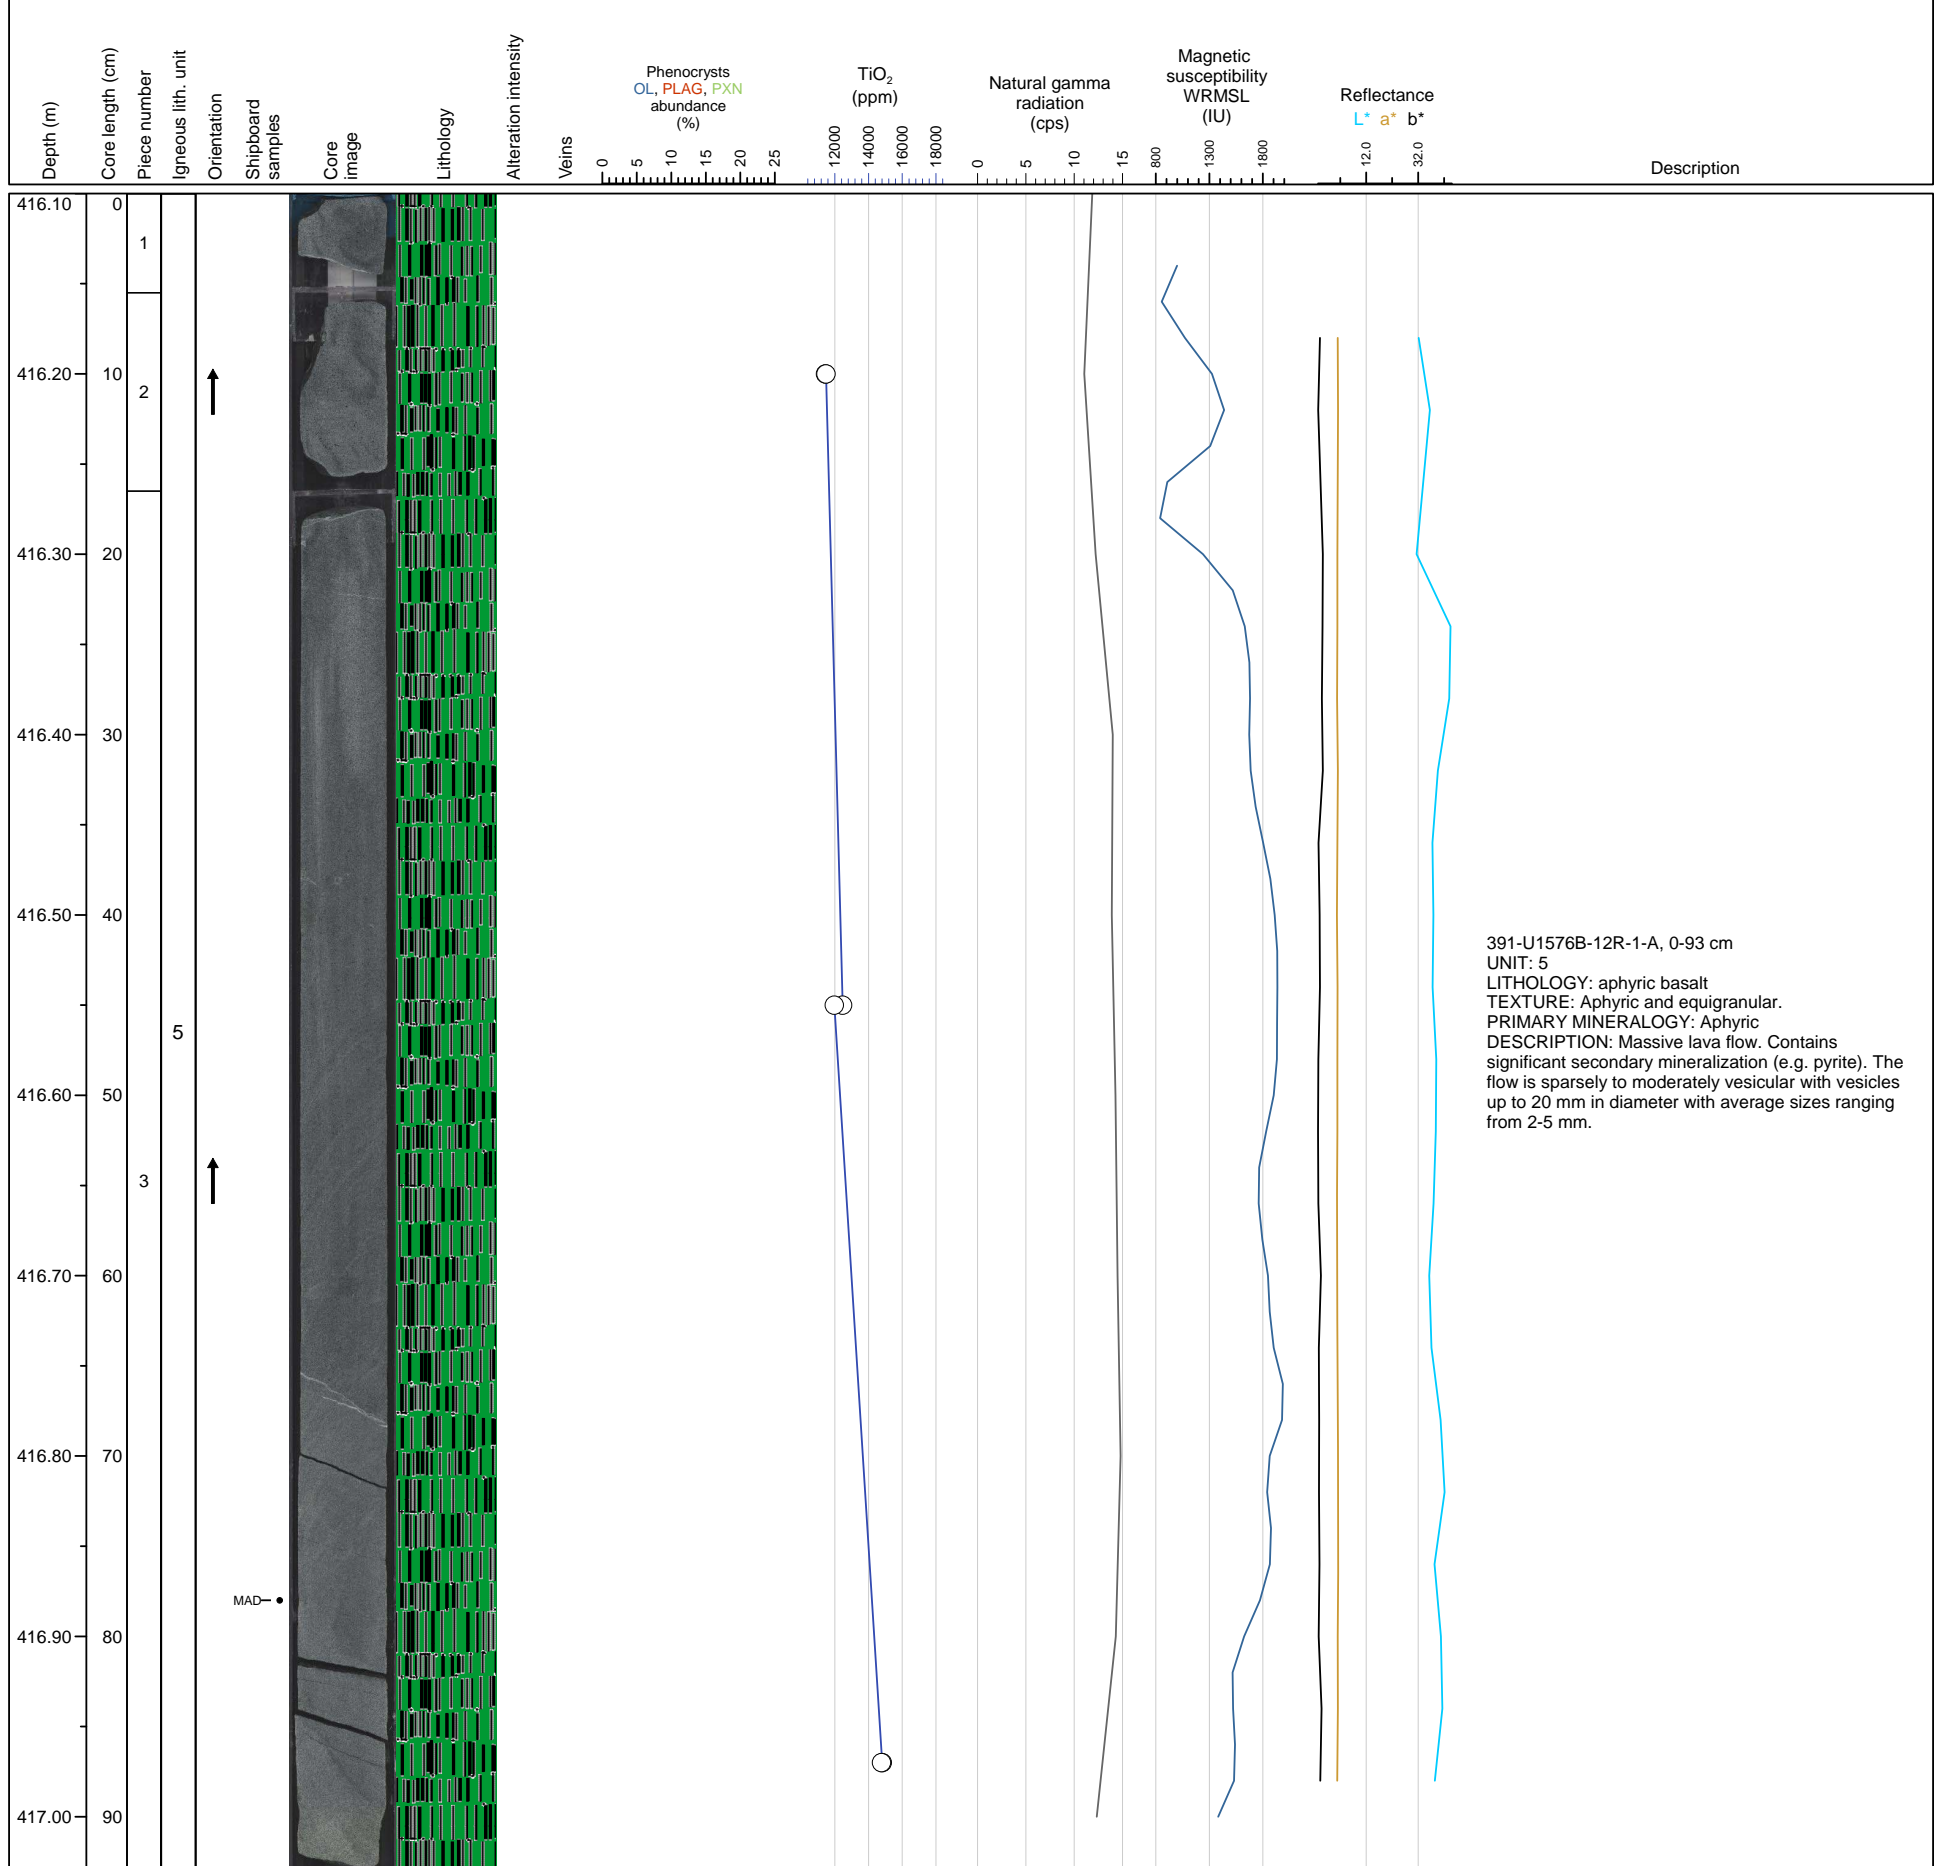 Depth (m)
Core length (cm)
Piece number
Igneous lith. unit
Orientation
Shipboard
samples
Core
image
Lithology
Alteration intensity
Veins
Phenocrysts
OL, PLAG, PXN
abundance
(%)
0 5 10 15 20 25
TiO₂
(ppm)
12000 14000 16000 18000
Natural gamma
radiation
(cps)
0 5 10 15
Magnetic
susceptibility
WRMSL
(IU)
800 1300 1800
Reflectance
L* a* b*
12.0 32.0
Description
416.10 0
1
416.20 10
2
416.30 20
416.40 30
416.50 40
391-U1576B-12R-1-A, 0-93 cm
UNIT: 5
LITHOLOGY: aphyric basalt
TEXTURE: Aphyric and equigranular.
PRIMARY MINERALOGY: Aphyric
DESCRIPTION: Massive lava flow. Contains
significant secondary mineralization (e.g. pyrite). The
flow is sparsely to moderately vesicular with vesicles
up to 20 mm in diameter with average sizes ranging
from 2-5 mm.
5
416.60 50
3
416.70 60
416.80 70
MAD
416.90 80
417.00 90